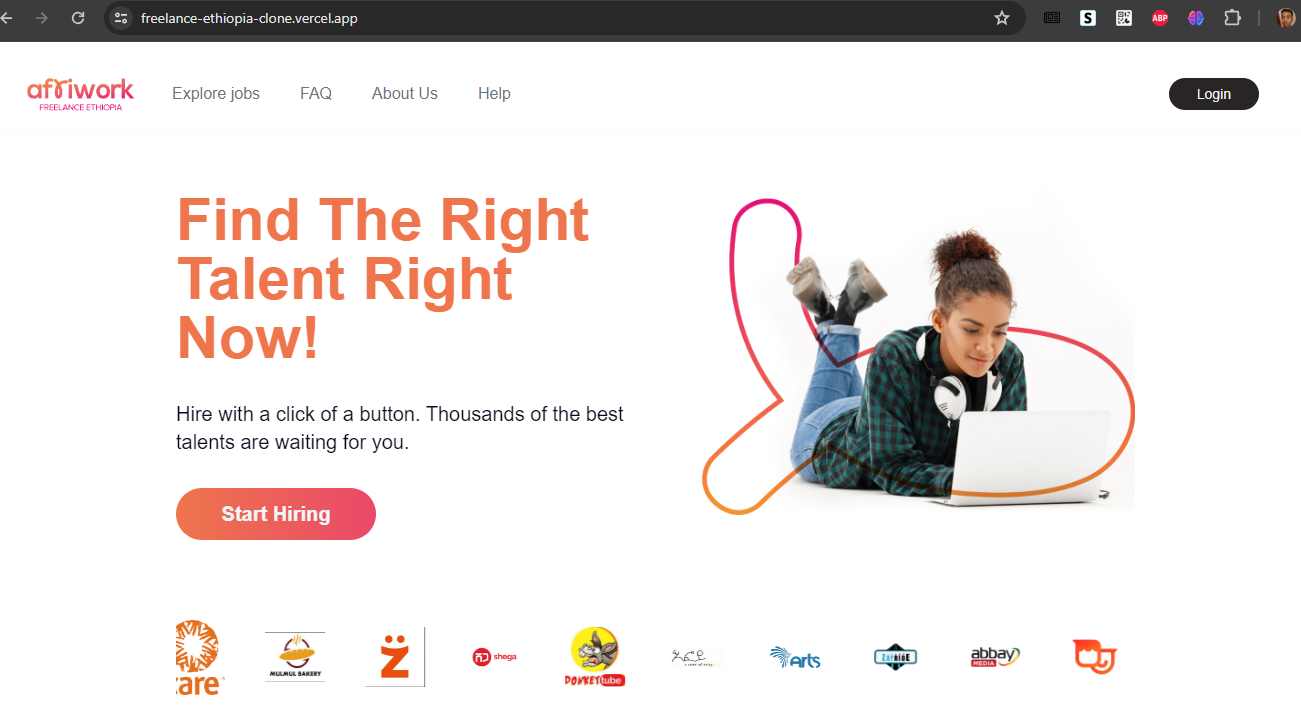 freelance-ethiopia-clone.vercel.app
S
ABP
afriwork
FREELANCE ETHIOPIA
Explore jobs
FAQ
About Us
Help
Login
Find The Right
Talent Right
Now!
Hire with a click of a button. Thousands of the best
talents are waiting for you.
Start Hiring
care
MULMUL BAKERY
Ż
shega
DONKEY tube
arts
ZAYRIDE
abbay
MEDIA